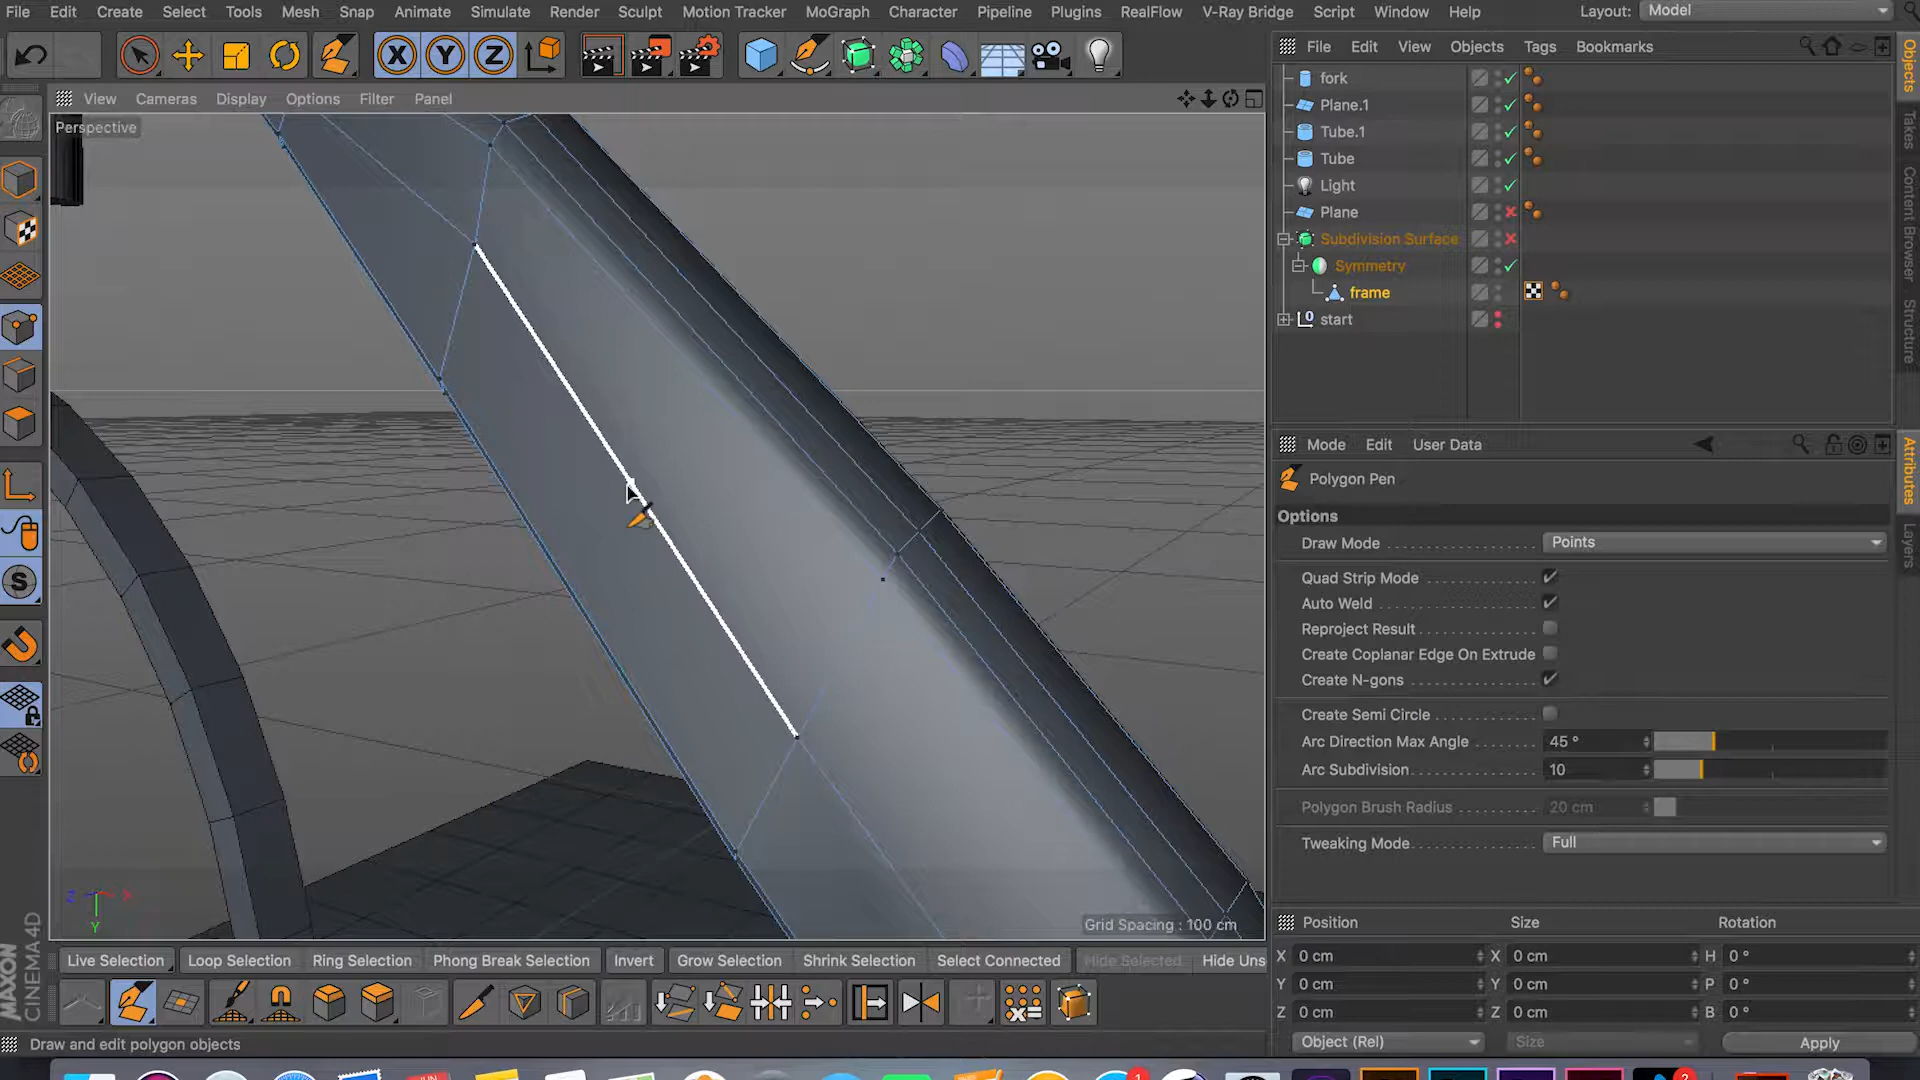 File Edit Create Select Tools Mesh Snap Animate Simulate Render Sculpt Motion Tracker MoGraph Character Pipeline Plugins RealFlow V-Ray Bridge Script Window Help Layout: Model
X Y Z
View Cameras Display Options Filter Panel
Perspective
Grid Spacing : 100 cm
Z X
Y
S
File Edit View Objects Tags Bookmarks
fork
Plane.1
Tube.1
Tube
Light
Plane
Subdivision Surface
Symmetry
frame
start
Objects
Takes
Content Browser
Structure
Mode Edit User Data
Polygon Pen
Options
Draw Mode Points
Quad Strip Mode
Auto Weld
Reproject Result
Create Coplanar Edge On Extrude
Create N-gons
Create Semi Circle
Arc Direction Max Angle 45 °
Arc Subdivision 10
Polygon Brush Radius 20 cm
Tweaking Mode Full
Attributes
Layers
Position Size Rotation
X 0 cm X 0 cm H 0 °
Y 0 cm Y 0 cm P 0 °
Z 0 cm Z 0 cm B 0 °
Object (Rel) Size Apply
Live Selection Loop Selection Ring Selection Phong Break Selection Invert Grow Selection Shrink Selection Select Connected Hide Selected Hide Uns
MAXON
CINEMA 4D
Draw and edit polygon objects
1
2